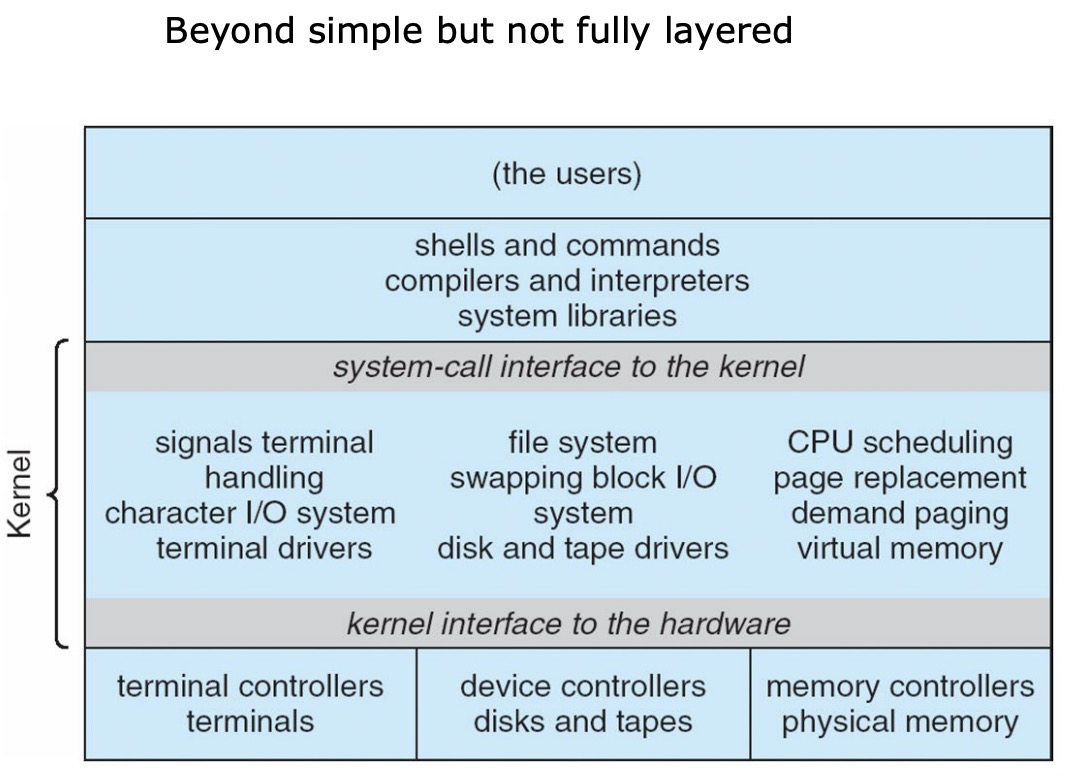 Beyond simple but not fully layered
(the users)
shells and commands
compilers and interpreters
system libraries
system-call interface to the kernel
Kernel
signals terminal
handling
character I/O system
terminal drivers
file system
swapping block I/O
system
disk and tape drivers
CPU scheduling
page replacement
demand paging
virtual memory
kernel interface to the hardware
terminal controllers
terminals
device controllers
disks and tapes
memory controllers
physical memory